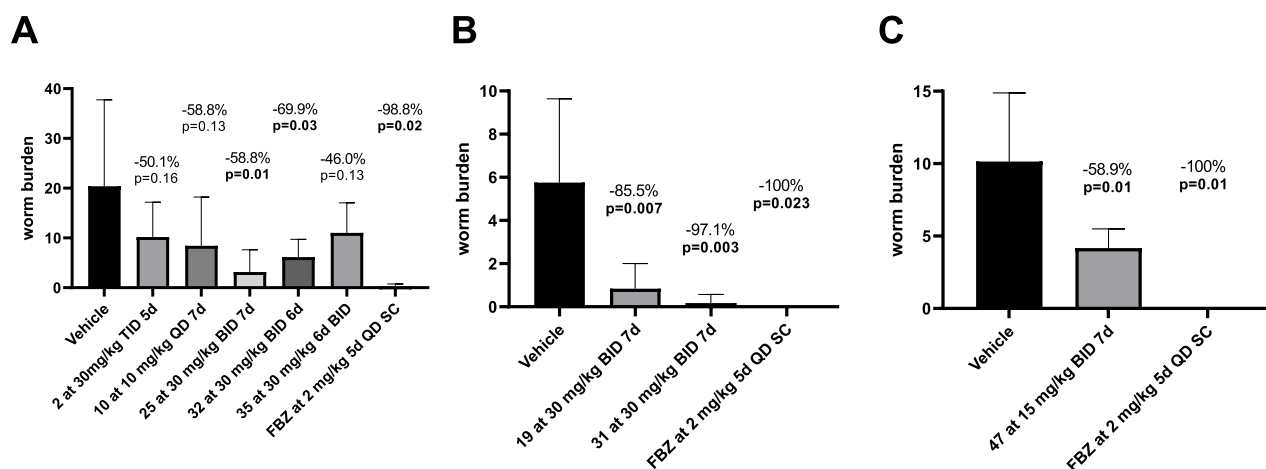 A
B
C
worm burden
40
30
20
10
0
-50.1%
p=0.16
-58.8%
p=0.13
-58.8%
p=0.01
-69.9%
p=0.03
-46.0%
p=0.13
-98.8%
p=0.02
Vehicle
2 at 30mg/kg TID 5d
10 at 10 mg/kg QD 7d
25 at 30 mg/kg BID 7d
32 at 30 mg/kg BID 6d
35 at 30 mg/kg 6d BID
FBZ at 2 mg/kg 5d QD SC
worm burden
10
8
6
4
2
0
-85.5%
p=0.007
-97.1%
p=0.003
-100%
p=0.023
Vehicle
19 at 30 mg/kg BID 7d
31 at 30 mg/kg BID 7d
FBZ at 2 mg/kg 5d QD SC
worm burden
15
10
5
0
-58.9%
p=0.01
-100%
p=0.01
Vehicle
47 at 15 mg/kg BID 7d
FBZ at 2 mg/kg 5d QD SC